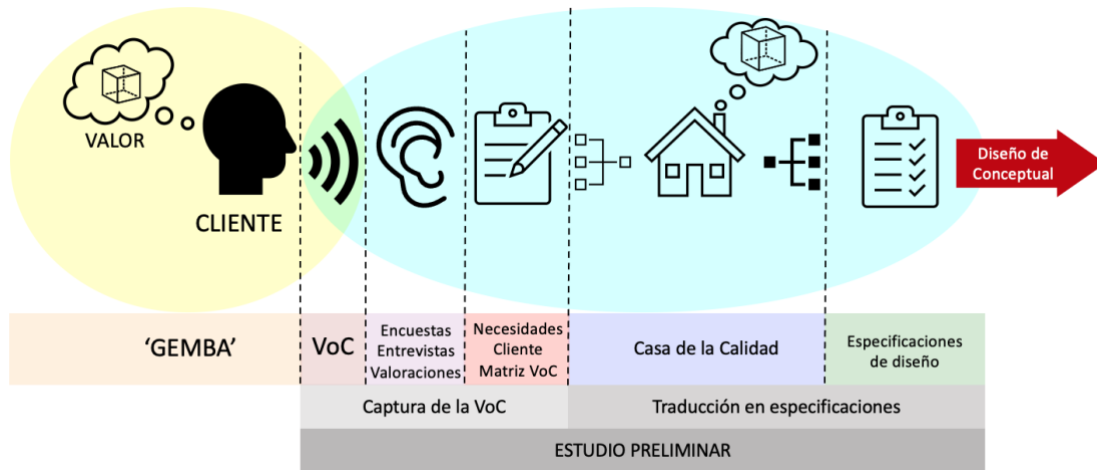 VALOR
CLIENTE
Diseño de
Conceptual
‘GEMBA’
VoC
Encuestas
Entrevistas
Valoraciones
Necesidades
Cliente
Matriz VoC
Casa de la Calidad
Especificaciones
de diseño
Captura de la VoC
Traducción en especificaciones
ESTUDIO PRELIMINAR